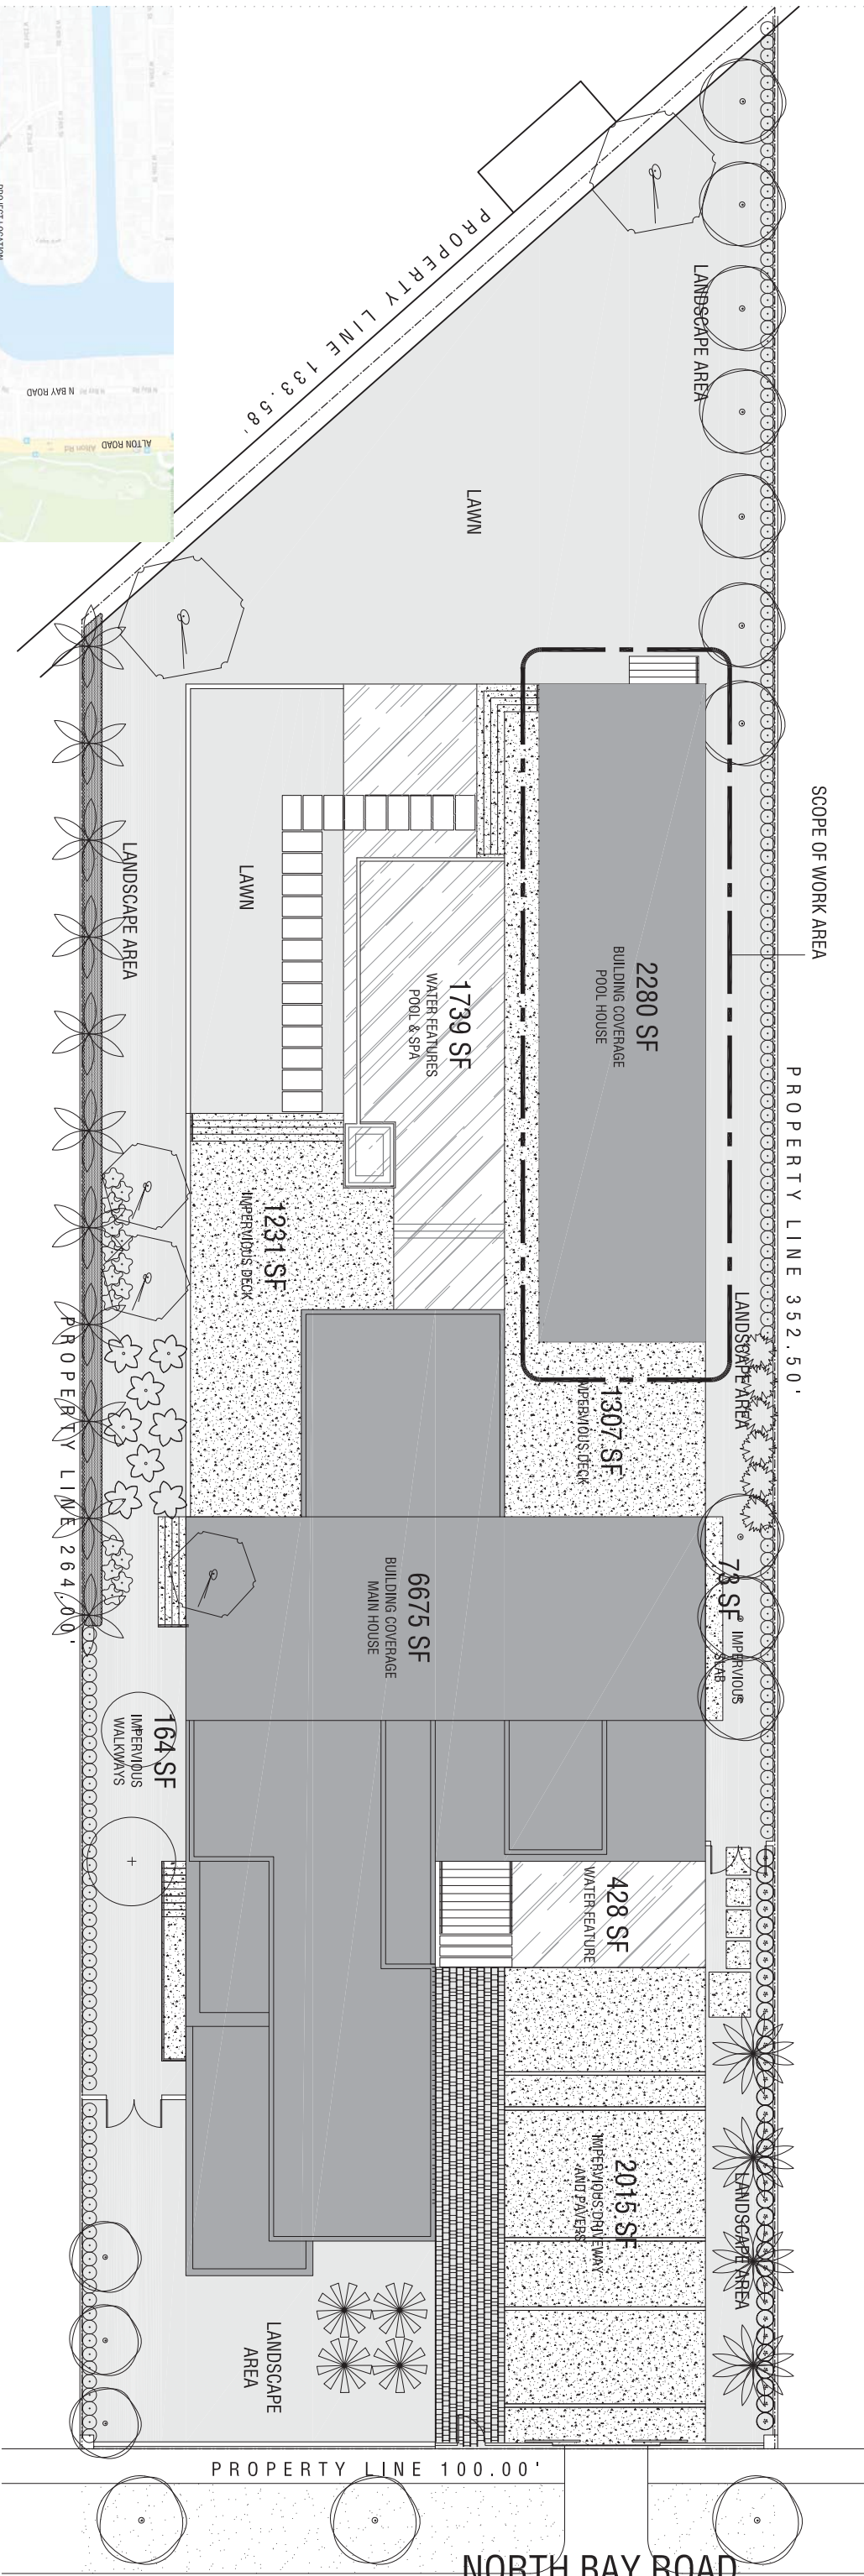 PROPERTY LINE 133.58'
LANDSCAPE AREA
N BAY ROAD
ALTON ROAD
Alton Rd
LAWN
SCOPE OF WORK AREA
LANDSCAPE AREA
LAWN
1739 SF
WATER FEATURES
POOL & SPA
2280 SF
BUILDING COVERAGE
POOL HOUSE
PROPERTY LINE 352.50'
1231 SF
IMPERVIOUS DECK
LANDSCAPE AREA
1307 SF
IMPERVIOUS DECK
PROPERTY LINE 264.00'
6675 SF
BUILDING COVERAGE
MAIN HOUSE
73 SF
IMPERVIOUS
SLAB
164 SF
IMPERVIOUS
WALKWAYS
428 SF
WATER FEATURE
2015 SF
IMPERVIOUS DRIVEWAY
AND PAVERS
LANDSCAPE AREA
LANDSCAPE
AREA
PROPERTY LINE 100.00'
NORTH BAY ROAD